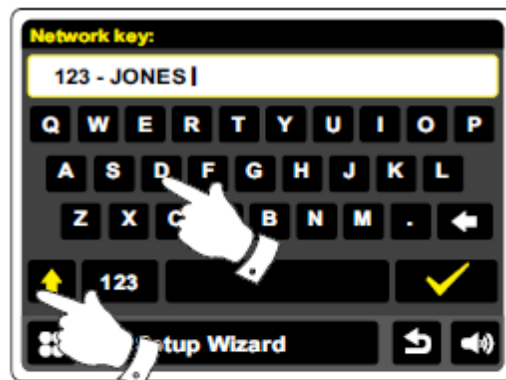 Network key:
123 - JONES
Q W E R T Y U I O P
A S D F G H J K L
Z X C B N M .
123
Setup Wizard